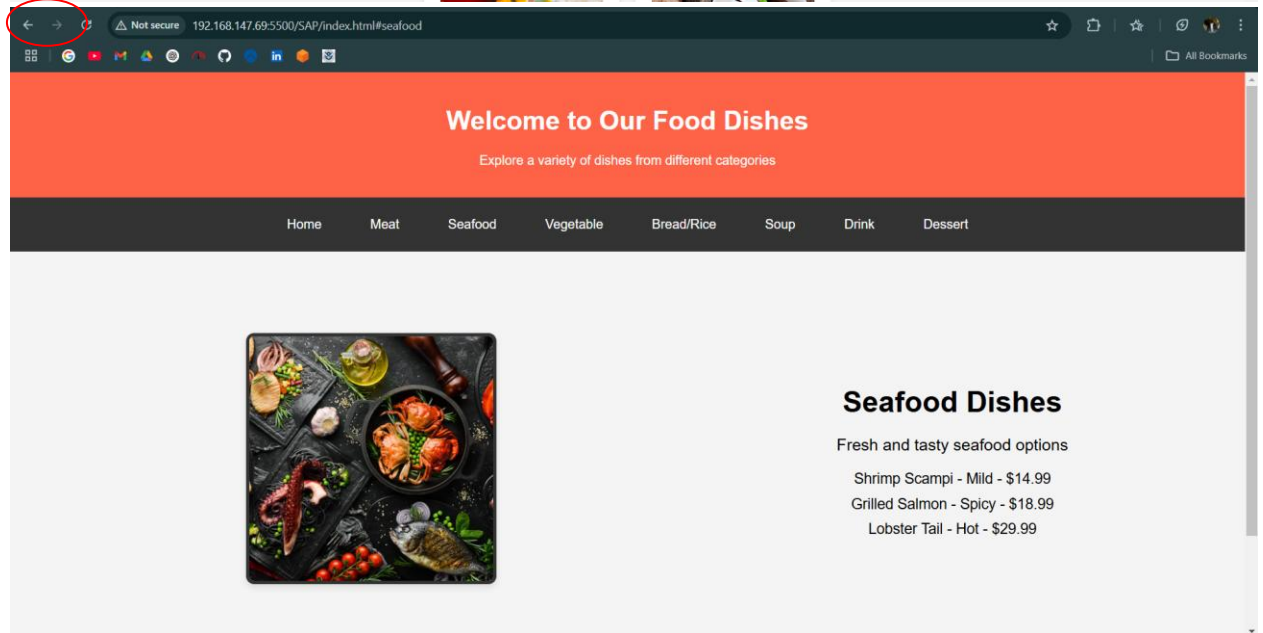 Not secure 192.168.147.69:5500/SAP/index.html#seafood
All Bookmarks
Welcome to Our Food Dishes
Explore a variety of dishes from different categories
Home Meat Seafood Vegetable Bread/Rice Soup Drink Dessert
Seafood Dishes
Fresh and tasty seafood options
Shrimp Scampi - Mild - $14.99
Grilled Salmon - Spicy - $18.99
Lobster Tail - Hot - $29.99